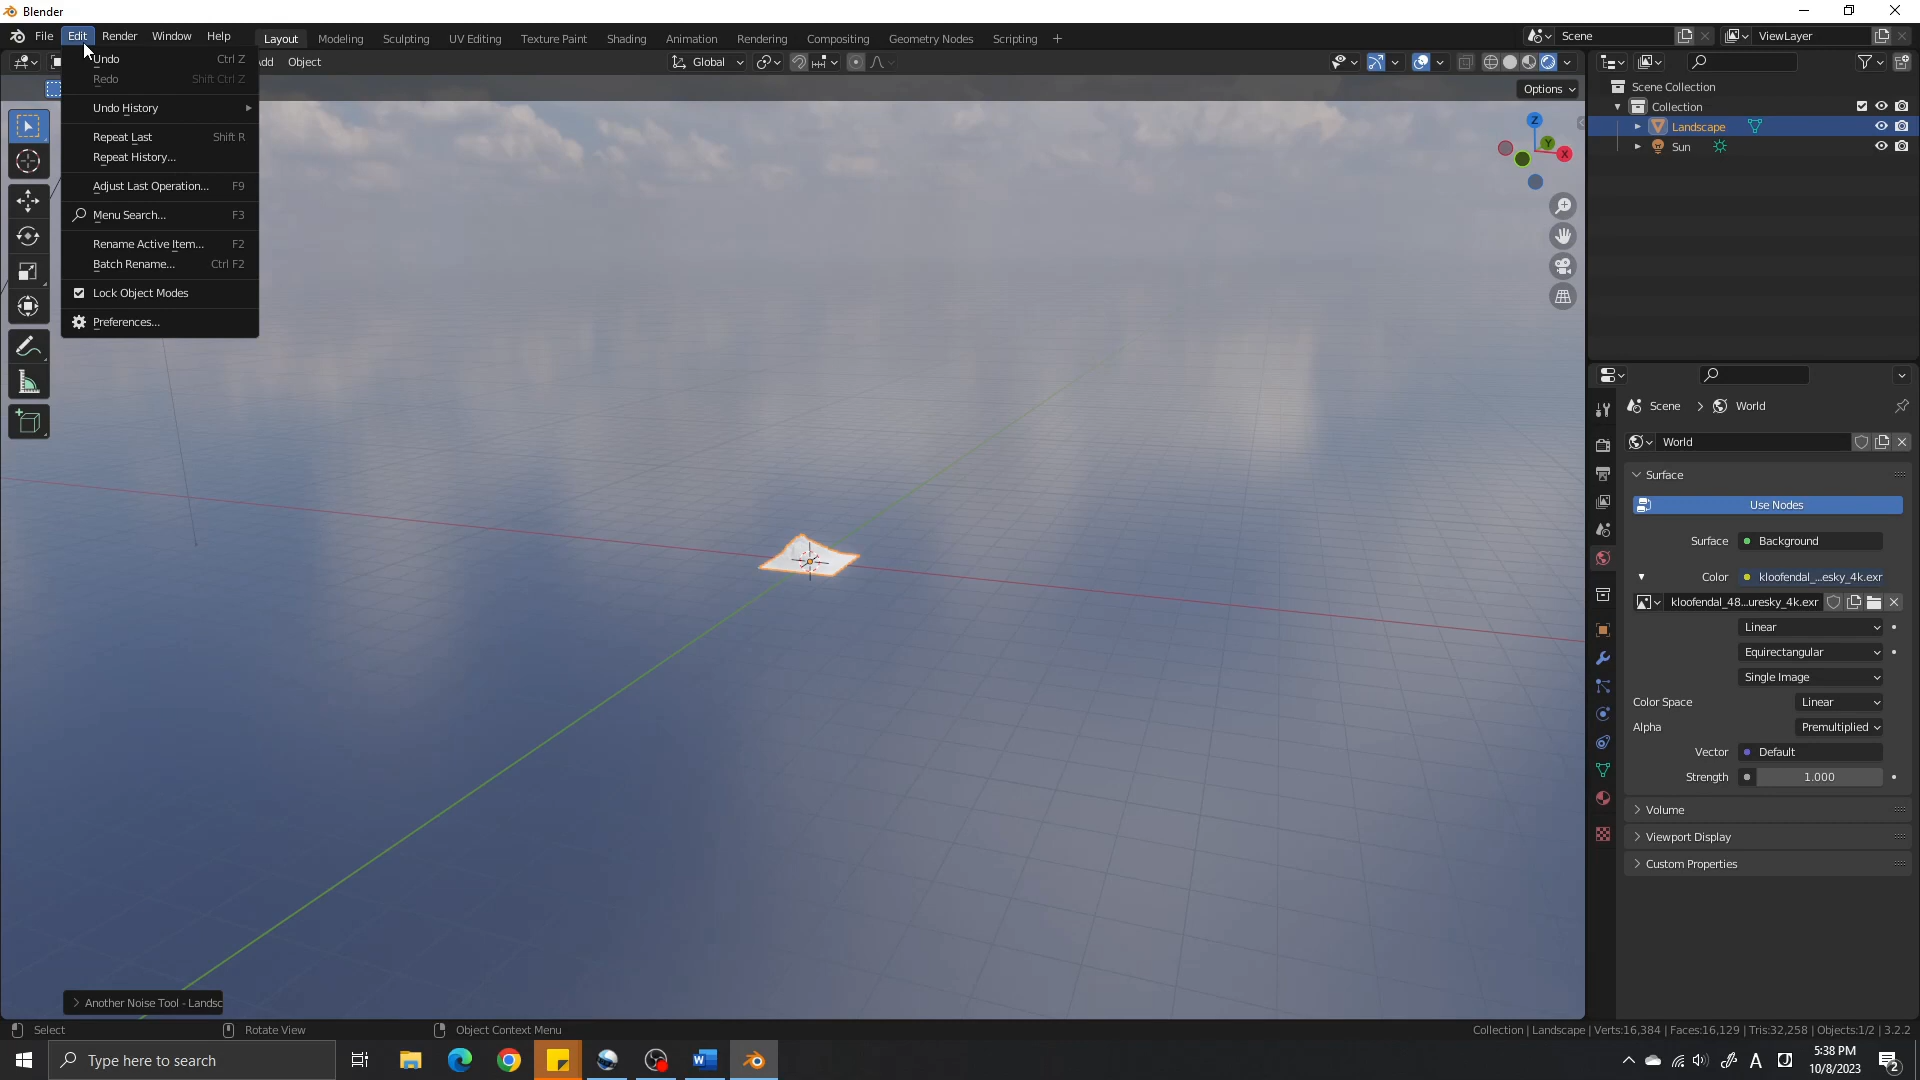 Blender
File Edit Render Window Help Layout Modeling Sculpting UV Editing Texture Paint Shading Animation Rendering Compositing Geometry Nodes Scripting + Scene ViewLayer
Add Object Global
Options
Undo Ctrl Z
Redo Shift Ctrl Z
Undo History
Repeat Last Shift R
Repeat History...
Adjust Last Operation... F9
Menu Search... F3
Rename Active Item... F2
Batch Rename... Ctrl F2
Lock Object Modes
Preferences...
Z
Y
X
Scene Collection
Collection
Landscape
Sun
Scene > World
World
Surface
Use Nodes
Surface Background
Color kloofendal_...esky_4k.exr
kloofendal_48...uresky_4k.exr
Linear
Equirectangular
Single Image
Color Space Linear
Alpha Premultiplied
Vector Default
Strength 1.000
Volume
Viewport Display
Custom Properties
Another Noise Tool - Landsc
Select Rotate View Object Context Menu Collection | Landscape | Verts:16,384 | Faces:16,129 | Tris:32,258 | Objects:1/2 | 3.2.2
Type here to search
W
A
5:38 PM
10/8/2023
2